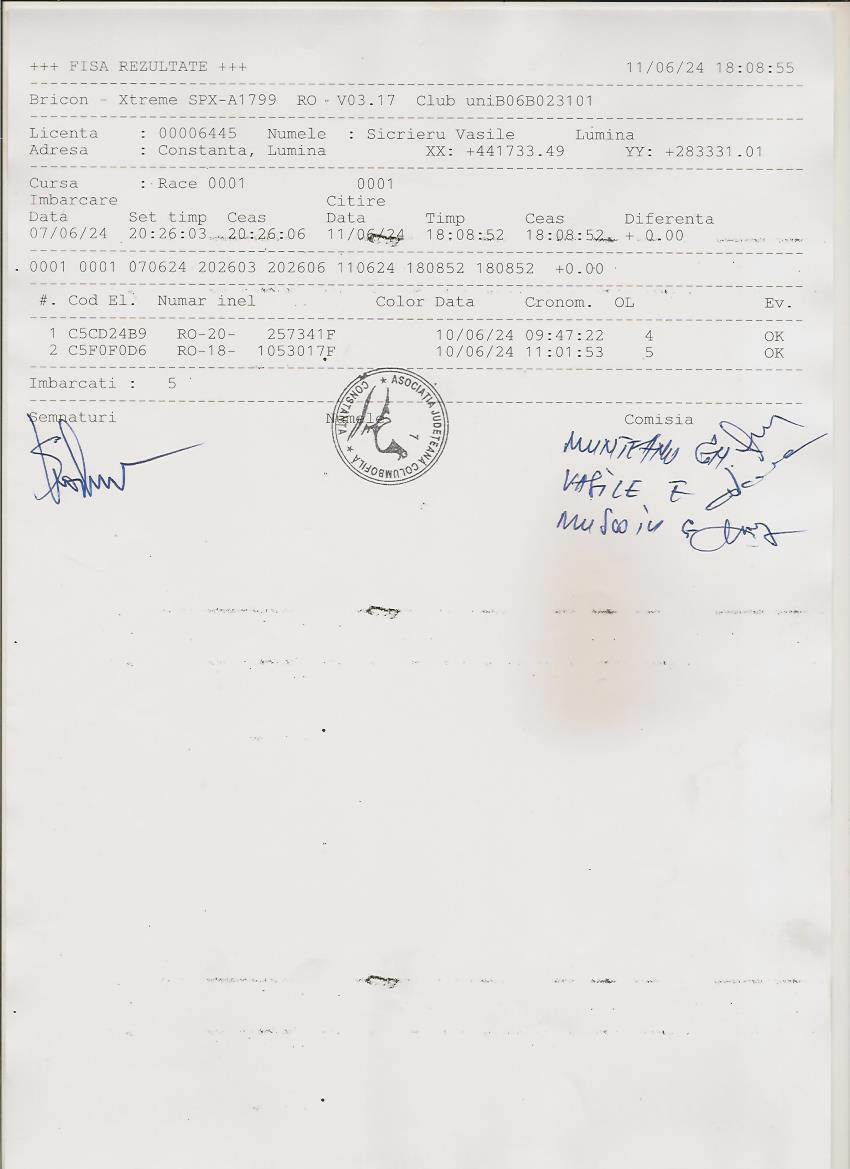 +++ FISA REZULTATE +++ 11/06/24 18:08:55
Bricon - Xtreme SPX-A1799 RO - V03.17 Club uniB06B023101
Licenta : 00006445 Numele : Sicrieru Vasile Lumina
Adresa : Constanta, Lumina XX: +441733.49 YY: +283331.01
Cursa : Race 0001 0001
Imbarcare Citire
Data Set timp Ceas Data Timp Ceas Diferenta
07/06/24 20:26:03 20:26:06 11/06/24 18:08:52 18:08:52 + 0.00
0001 0001 070624 202603 202606 110624 180852 180852 +0.00
#. Cod El. Numar inel Color Data Cronom. OL Ev.
1 C5CD24B9 RO-20- 257341F 10/06/24 09:47:22 4 OK
2 C5F0F0D6 RO-18- 1053017F 10/06/24 11:01:53 5 OK
Imbarcati : 5
Semnaturi Numele Comisia
ASOCIATIA JUDETEANA COLUMBOFILA
CONSTANTA
MUNTEANU GH.
VASILE E